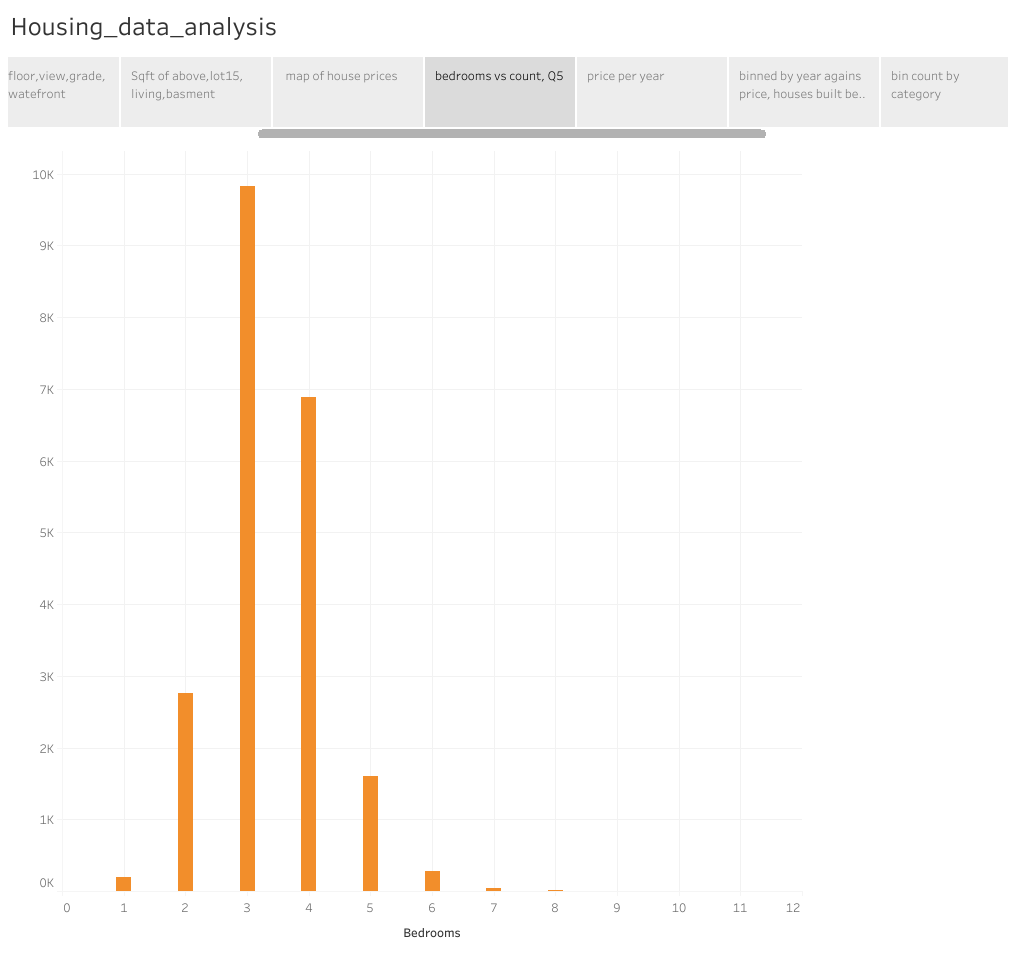 Housing_data_analysis
floor,view,grade,
watefront
Sqft of above,lot15,
living,basment
map of house prices
bedrooms vs count, Q5
price per year
binned by year agains
price, houses built be..
bin count by
category
10K
9K
8K
7K
6K
5K
4K
3K
2K
1K
0K
0 1 2 3 4 5 6 7 8 9 10 11 12
Bedrooms